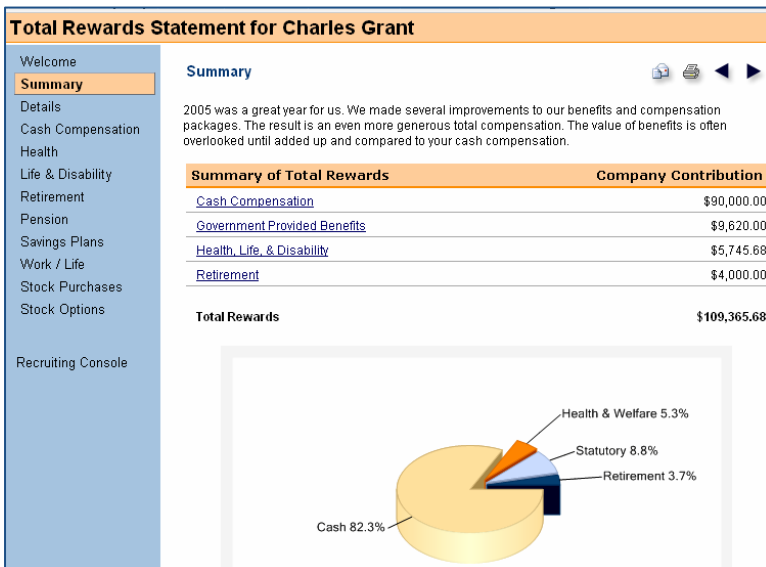 Total Rewards Statement for Charles Grant
Welcome
Summary
Details
Cash Compensation
Health
Life & Disability
Retirement
Pension
Savings Plans
Work / Life
Stock Purchases
Stock Options
Recruiting Console
Summary
2005 was a great year for us. We made several improvements to our benefits and compensation
packages. The result is an even more generous total compensation. The value of benefits is often
overlooked until added up and compared to your cash compensation.
Summary of Total Rewards Company Contribution
Cash Compensation $90,000.00
Government Provided Benefits $9,620.00
Health, Life, & Disability $5,745.68
Retirement $4,000.00
Total Rewards $109,365.68
Health & Welfare 5.3%
Statutory 8.8%
Retirement 3.7%
Cash 82.3%